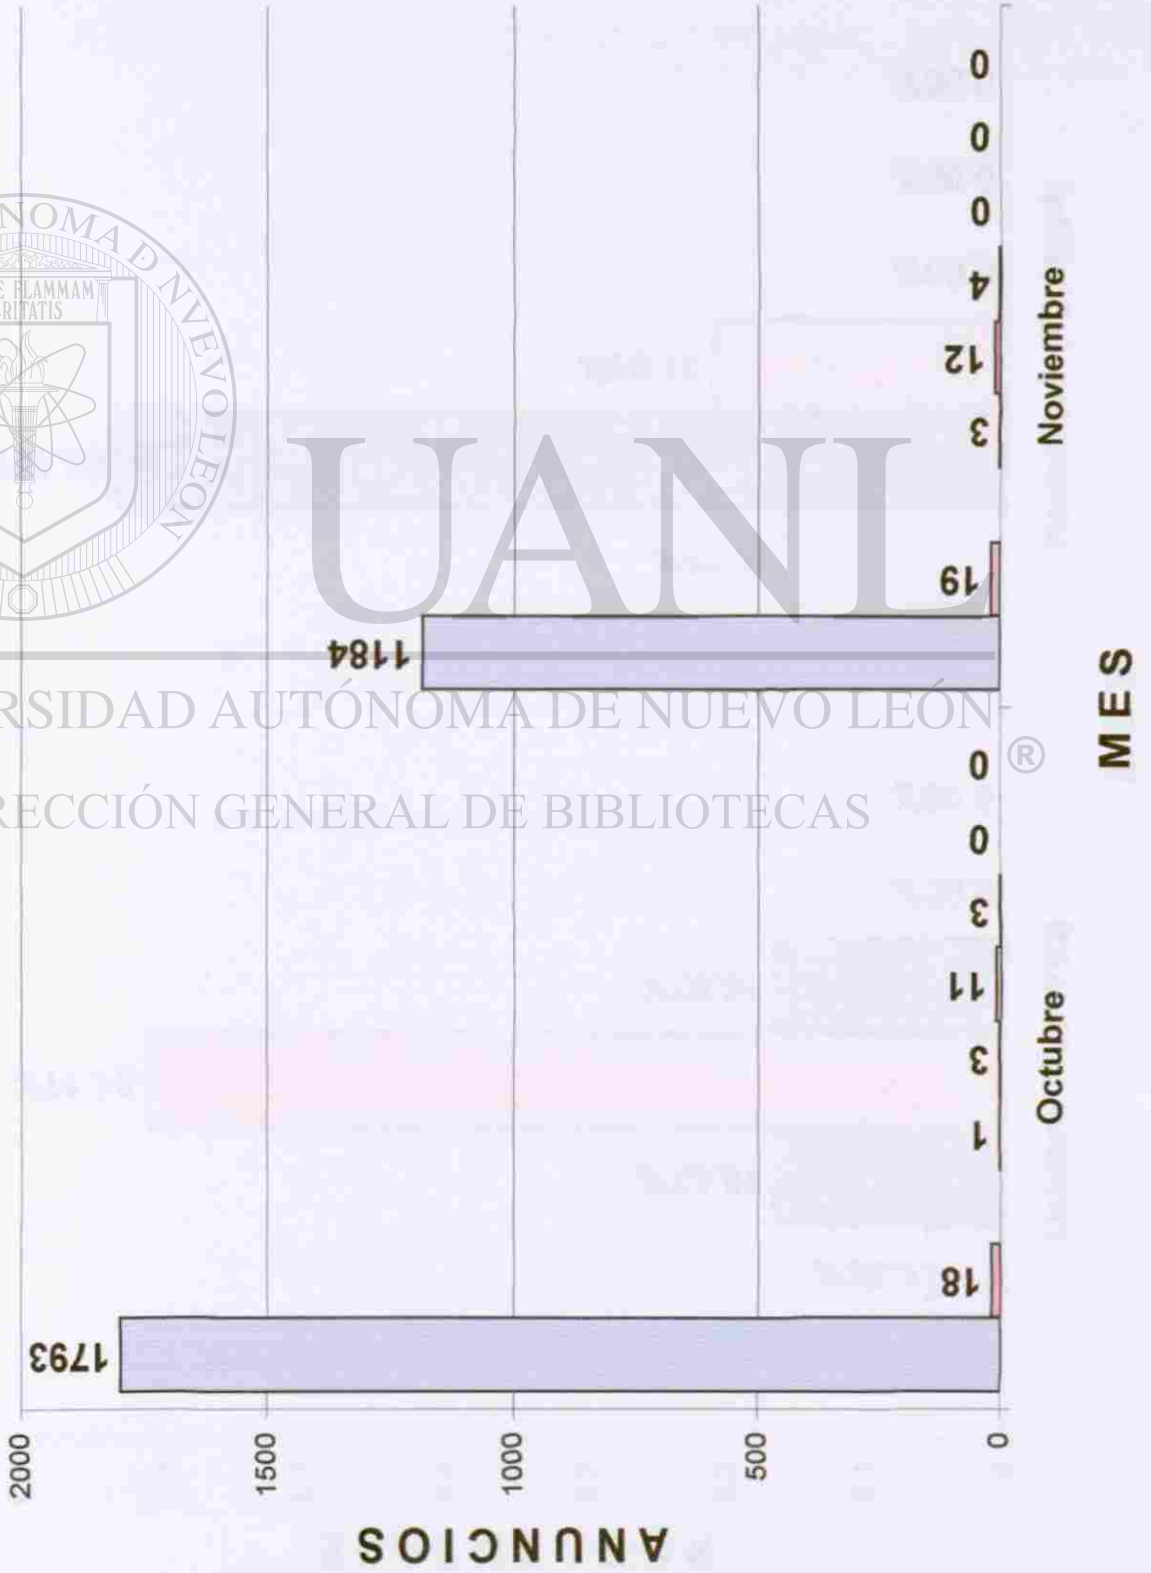 2000
1500
1000
500
0
ANUNCIOS
1793
18
1
3
11
3
0
0
1184
19
3
12
4
0
0
0
Octubre
Noviembre
MES
UANL
RSIDAD AUTÓNOMA DE NUEVO LEÓN
®
RECCIÓN GENERAL DE BIBLIOTECAS
NOMA D NVEVO LEON
E FLAMMAM
RITATIS